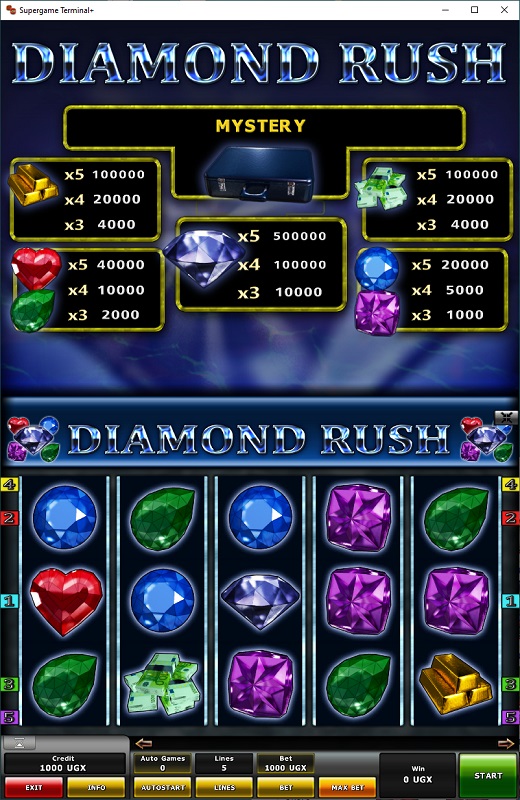 Supergame Terminal+
DIAMOND RUSH
MYSTERY
x5 100000
x4 20000
x3 4000
x5 100000
x4 20000
x3 4000
x5 500000
x4 100000
x3 10000
x5 40000
x4 10000
x3 2000
x5 20000
x4 5000
x3 1000
DIAMOND RUSH
4 4
2 2
1 1
3 3
5 5
Credit
1000 UGX
Auto Games
0
Lines
5
Bet
1000 UGX
Win
0 UGX
START
EXIT
INFO
AUTOSTART
LINES
BET
MAX BET